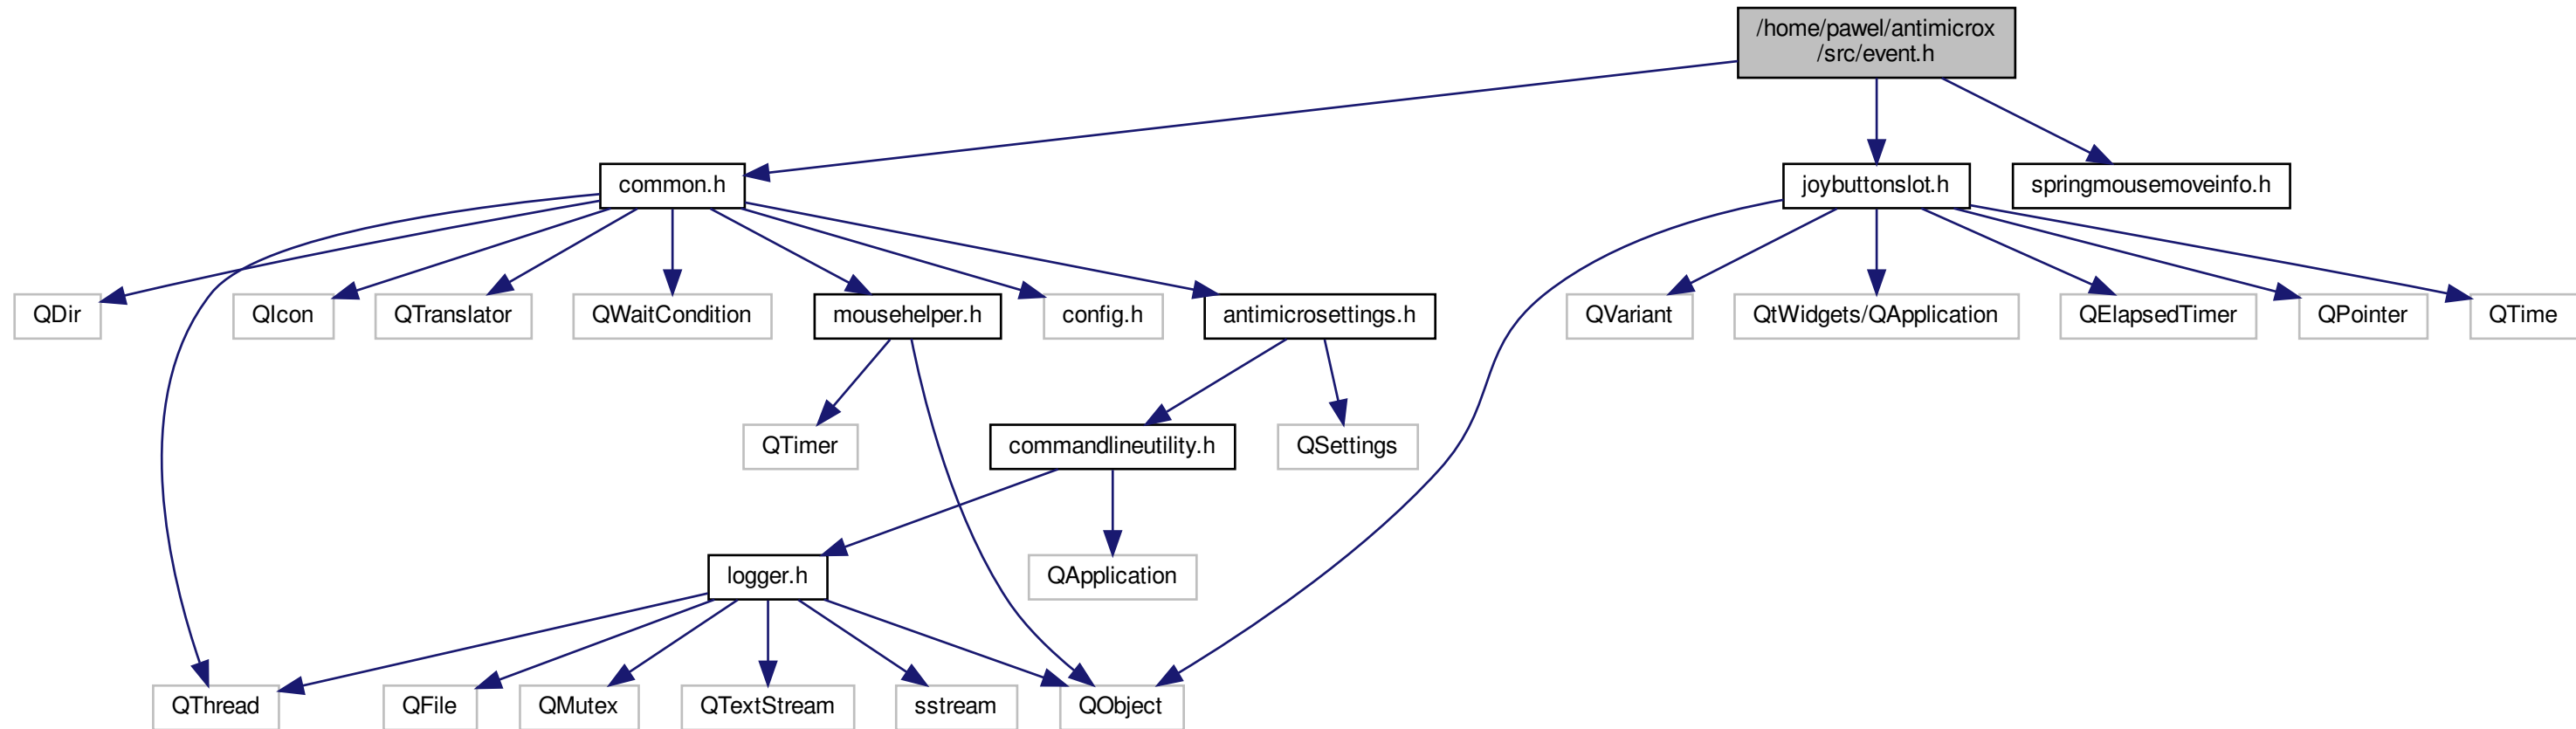 /home/pawel/antimicrox
/src/event.h
common.h
joybuttonslot.h
springmousemoveinfo.h
QDir
QIcon
QTranslator
QWaitCondition
mousehelper.h
config.h
antimicrosettings.h
QVariant
QtWidgets/QApplication
QElapsedTimer
QPointer
QTime
QTimer
commandlineutility.h
QSettings
logger.h
QApplication
QThread
QFile
QMutex
QTextStream
sstream
QObject